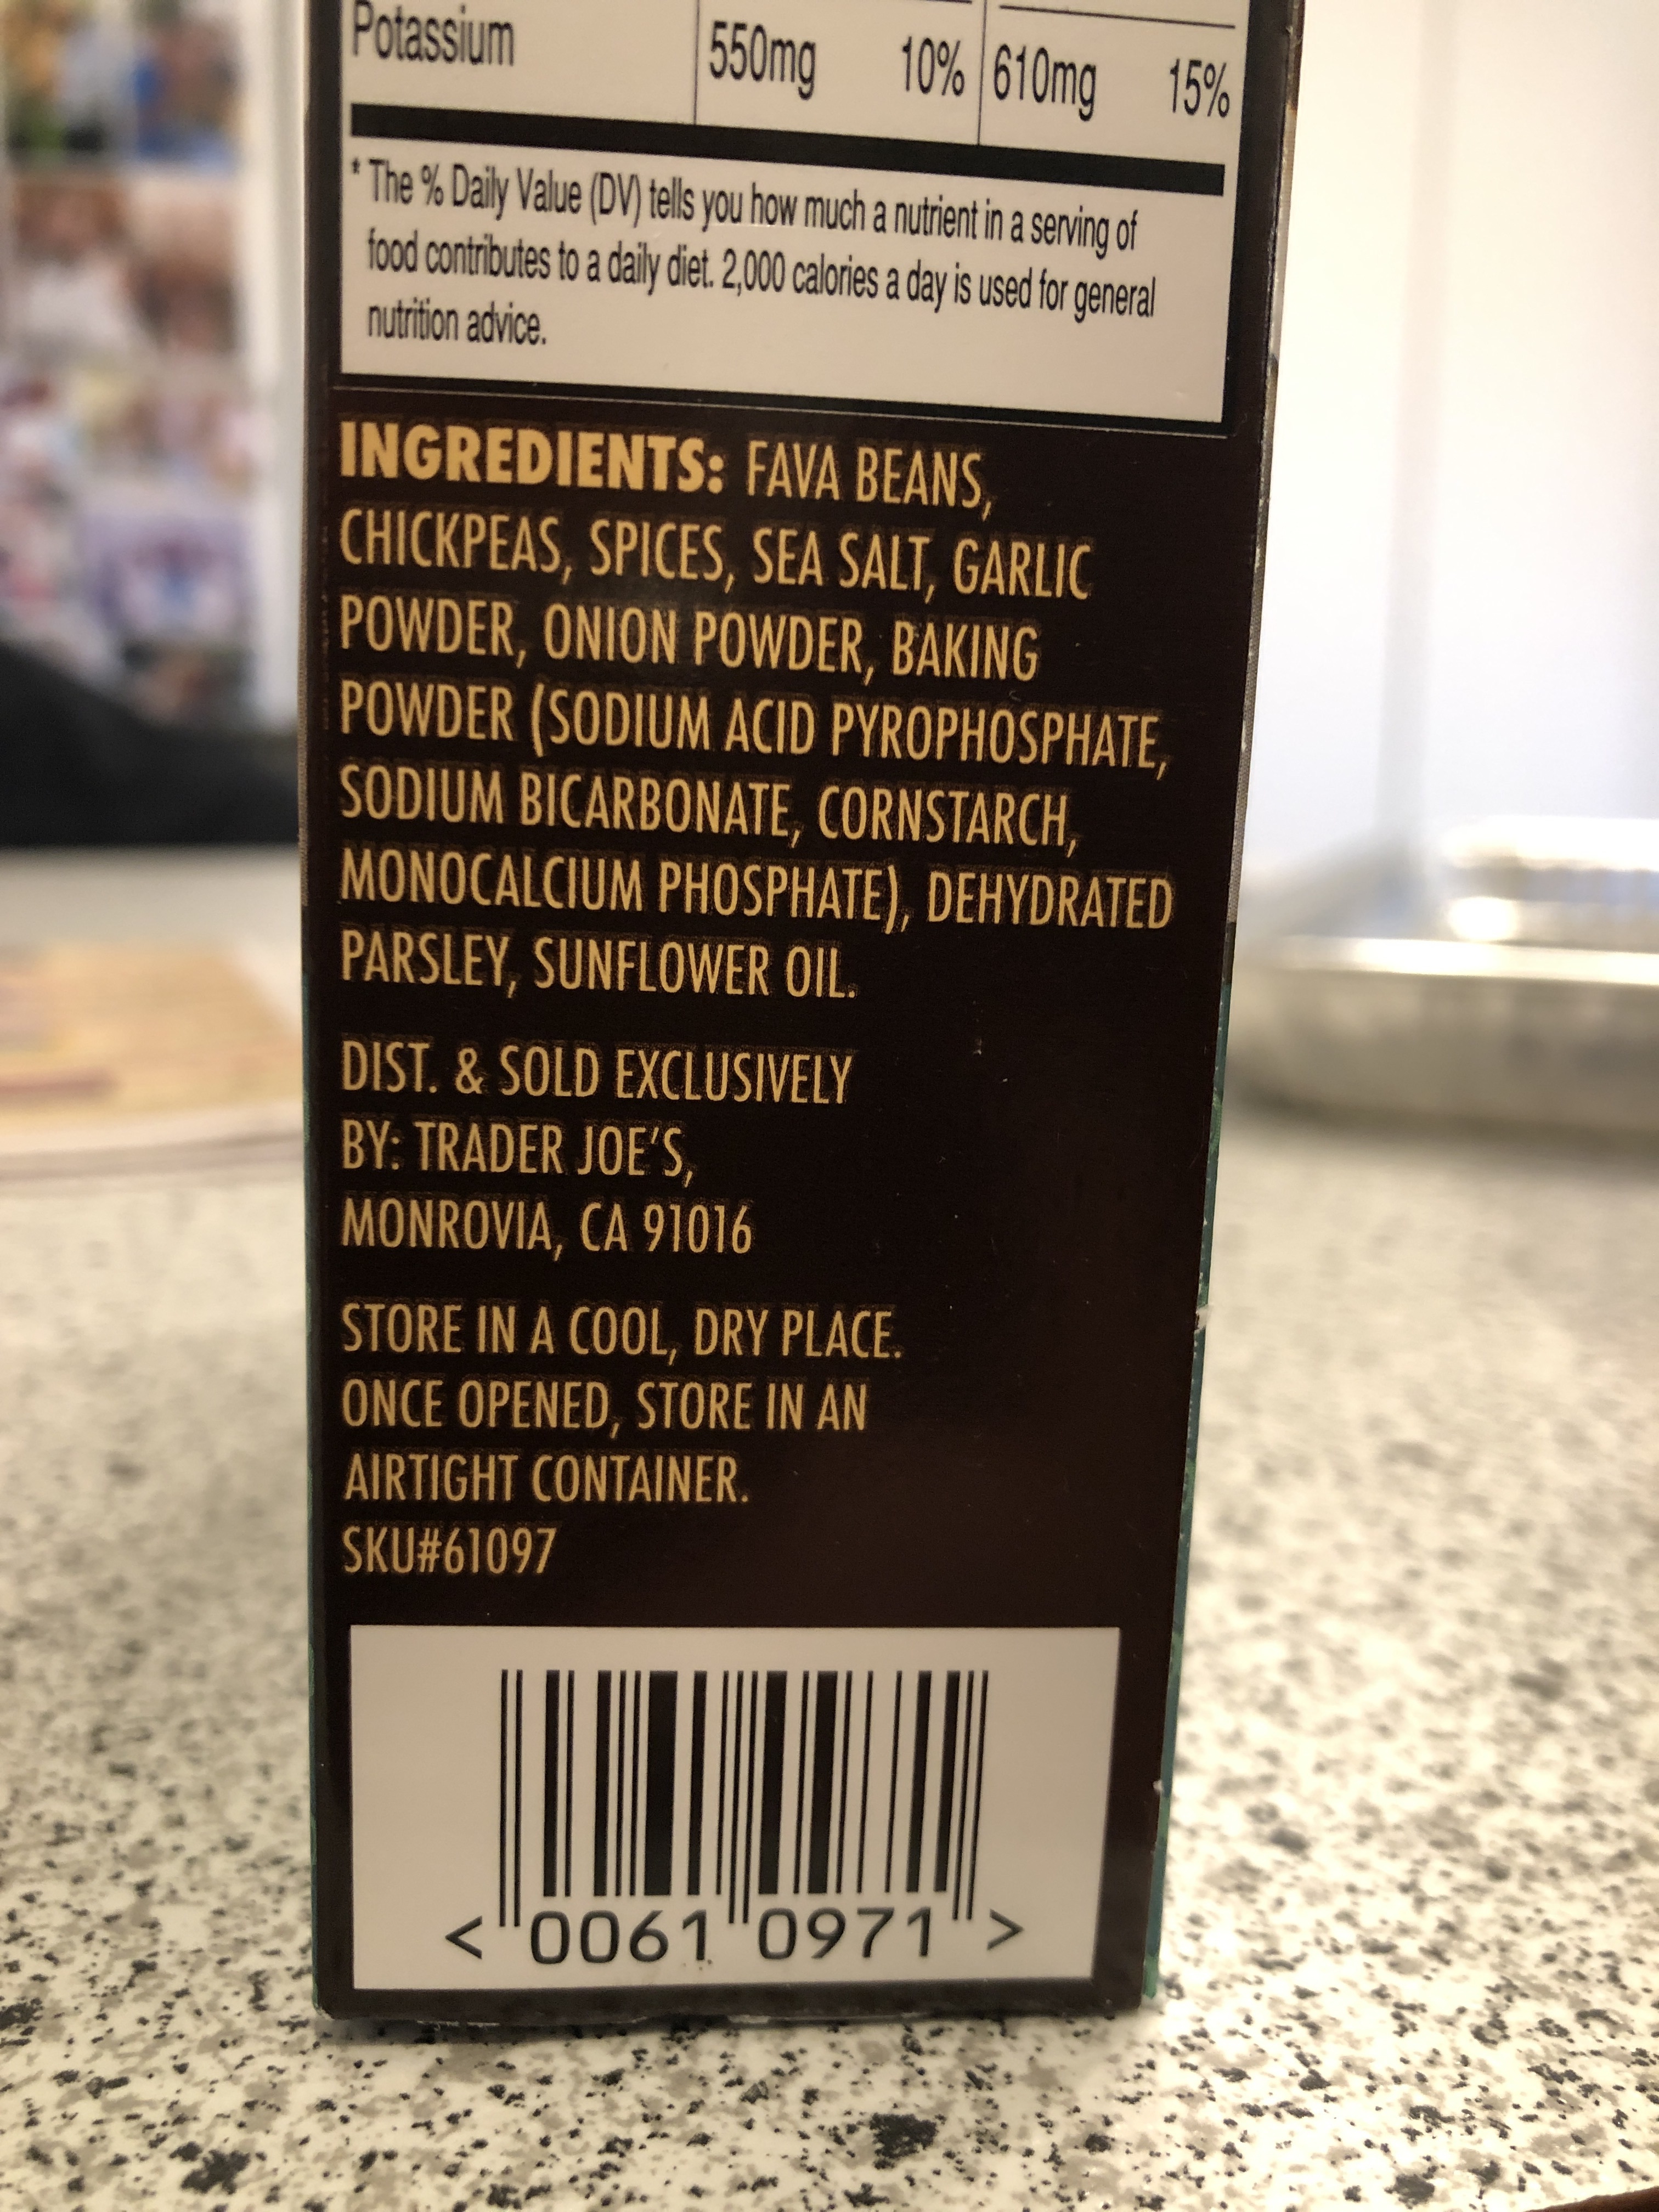 Potassium 550mg 10% 610mg 15%
* The % Daily Value (DV) tells you how much a nutrient in a serving of
food contributes to a daily diet. 2,000 calories a day is used for general
nutrition advice.
INGREDIENTS: FAVA BEANS,
CHICKPEAS, SPICES, SEA SALT, GARLIC
POWDER, ONION POWDER, BAKING
POWDER (SODIUM ACID PYROPHOSPHATE,
SODIUM BICARBONATE, CORNSTARCH,
MONOCALCIUM PHOSPHATE), DEHYDRATED
PARSLEY, SUNFLOWER OIL.
DIST. & SOLD EXCLUSIVELY
BY: TRADER JOE'S,
MONROVIA, CA 91016
STORE IN A COOL, DRY PLACE.
ONCE OPENED, STORE IN AN
AIRTIGHT CONTAINER.
SKU#61097
< 0061 0971 >